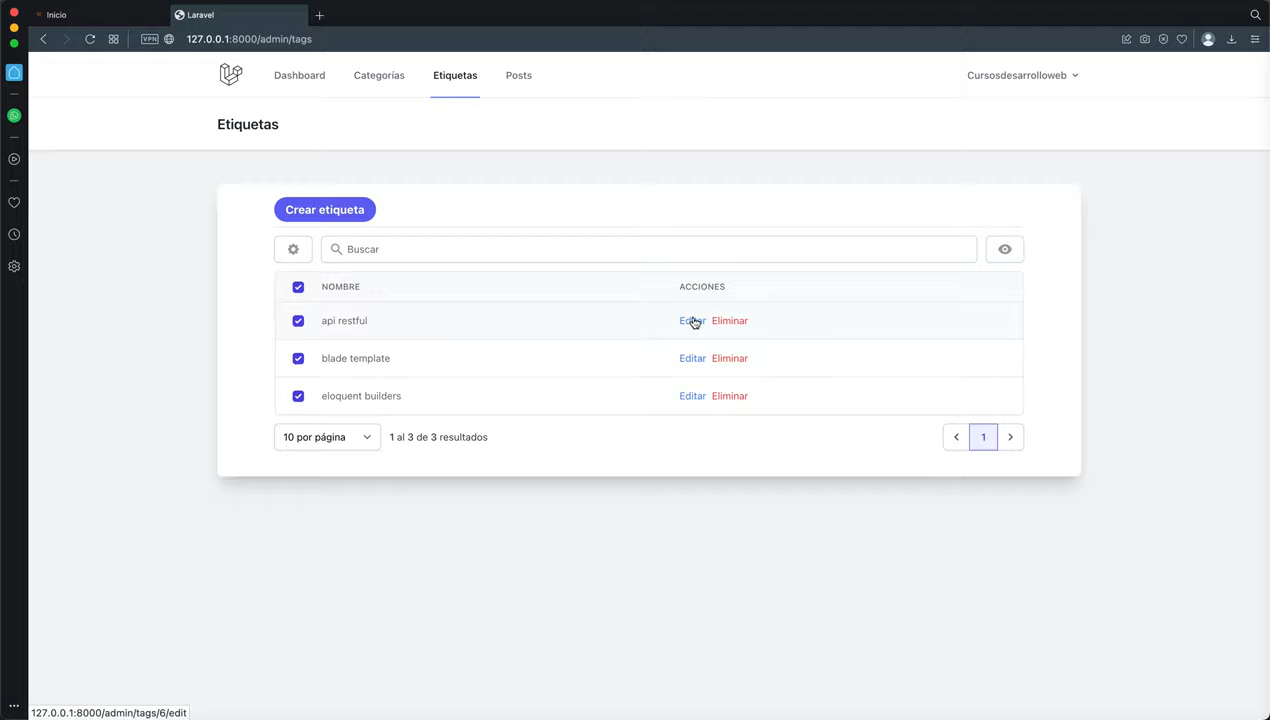 Inicio
Laravel
VPN
127.0.0.1:8000/admin/tags
Dashboard
Categorías
Etiquetas
Posts
Cursosdesarrolloweb
Etiquetas
Crear etiqueta
Buscar
NOMBRE
ACCIONES
api restful
Editar Eliminar
blade template
Editar Eliminar
eloquent builders
Editar Eliminar
10 por página
1 al 3 de 3 resultados
1
127.0.0.1:8000/admin/tags/6/edit